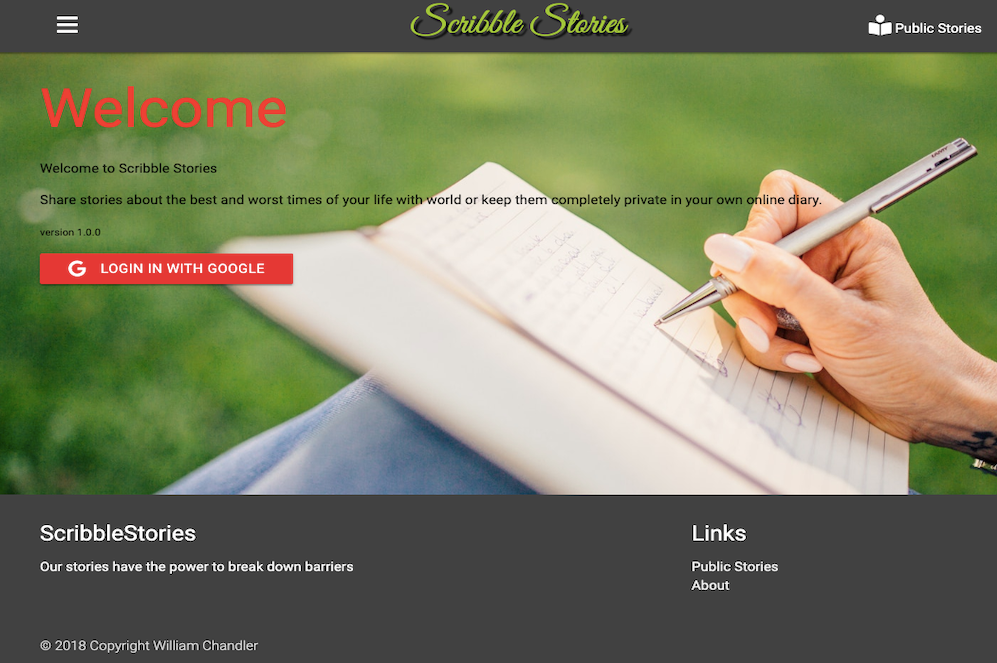 Scribble Stories
Public Stories
Welcome
Welcome to Scribble Stories
Share stories about the best and worst times of your life with world or keep them completely private in your own online diary.
version 1.0.0
G LOGIN IN WITH GOOGLE
ScribbleStories
Links
Our stories have the power to break down barriers
Public Stories
About
© 2018 Copyright William Chandler